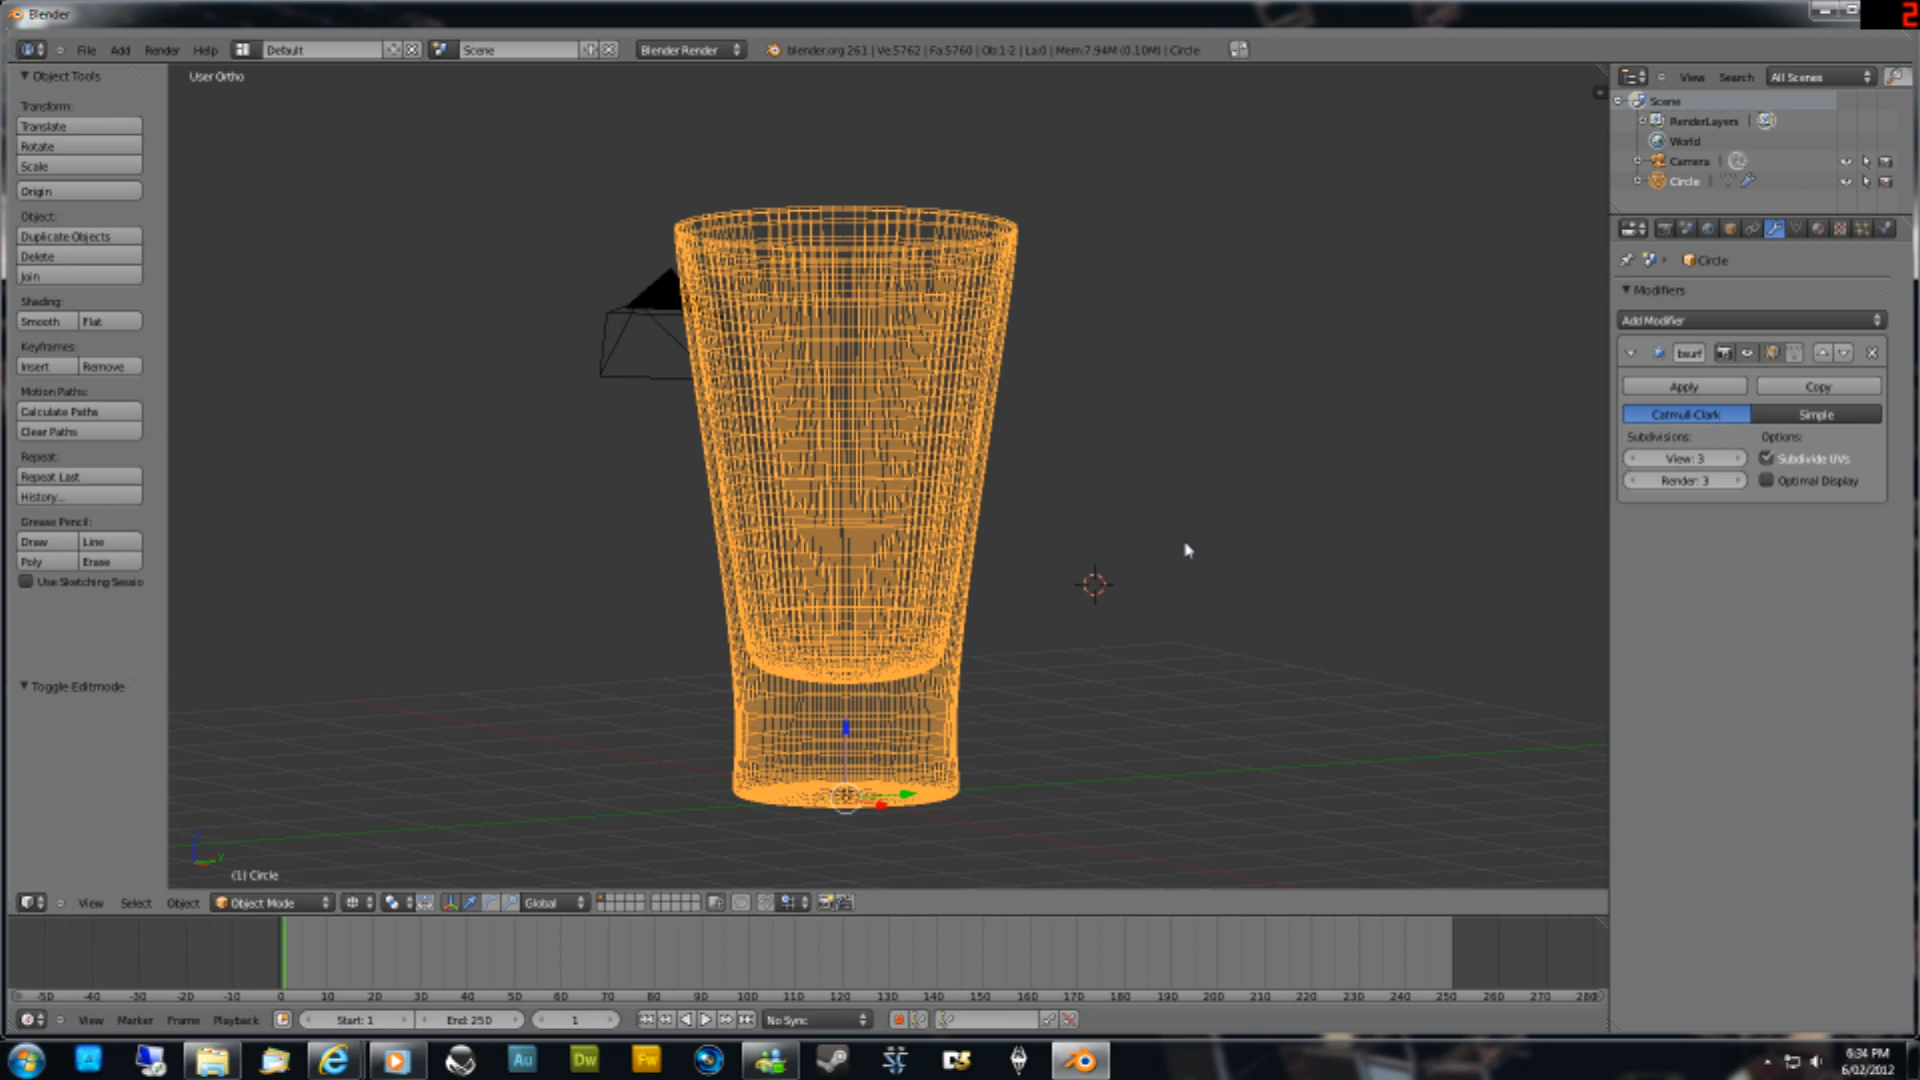 Blender
2
File Add Render Help Default Scene Blender Render blender.org 261 | Ve:5762 | Fa:5760 | Ob:1-2 | La:0 | Mem:7.94M (0.10M) | Circle
Object Tools
Transform:
Translate
Rotate
Scale
Origin
Object:
Duplicate Objects
Delete
Join
Shading:
Smooth Flat
Keyframes:
Insert Remove
Motion Paths:
Calculate Paths
Clear Paths
Repeat:
Repeat Last
History...
Grease Pencil:
Draw Line
Poly Erase
Use Sketching Sessio
Toggle Editmode
User Ortho
(1) Circle
View Search All Scenes
Scene
RenderLayers |
World
Camera |
Circle |
Circle
Modifiers
Add Modifier
bsurf
Apply Copy
Catmull-Clark Simple
Subdivisions: Options:
View: 3 Subdivide UVs
Render: 3 Optimal Display
View Select Object Object Mode Global
-50 -40 -30 -20 -10 0 10 20 30 40 50 60 70 80 90 100 110 120 130 140 150 160 170 180 190 200 210 220 230 240 250 260 270 280
View Marker Frame Playback Start: 1 End: 250 1 No Sync
Au Dw Fw
6:34 PM
6/02/2012